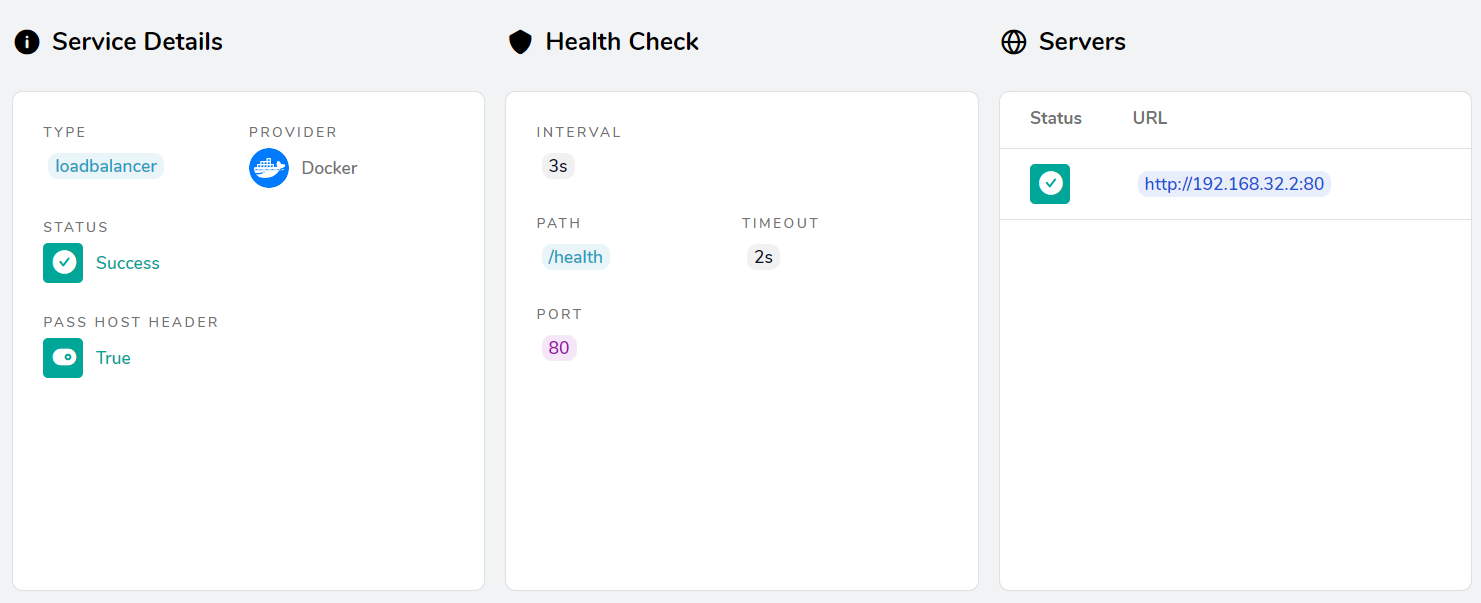 Service Details
TYPE
PROVIDER
loadbalancer
Docker
STATUS
Success
PASS HOST HEADER
True
Health Check
INTERVAL
3s
PATH
TIMEOUT
/health
2s
PORT
80
Servers
Status
URL
http://192.168.32.2:80